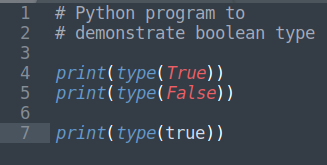 1 # Python program to
2 # demonstrate boolean type
3
4 print(type(True))
5 print(type(False))
6
7 print(type(true))